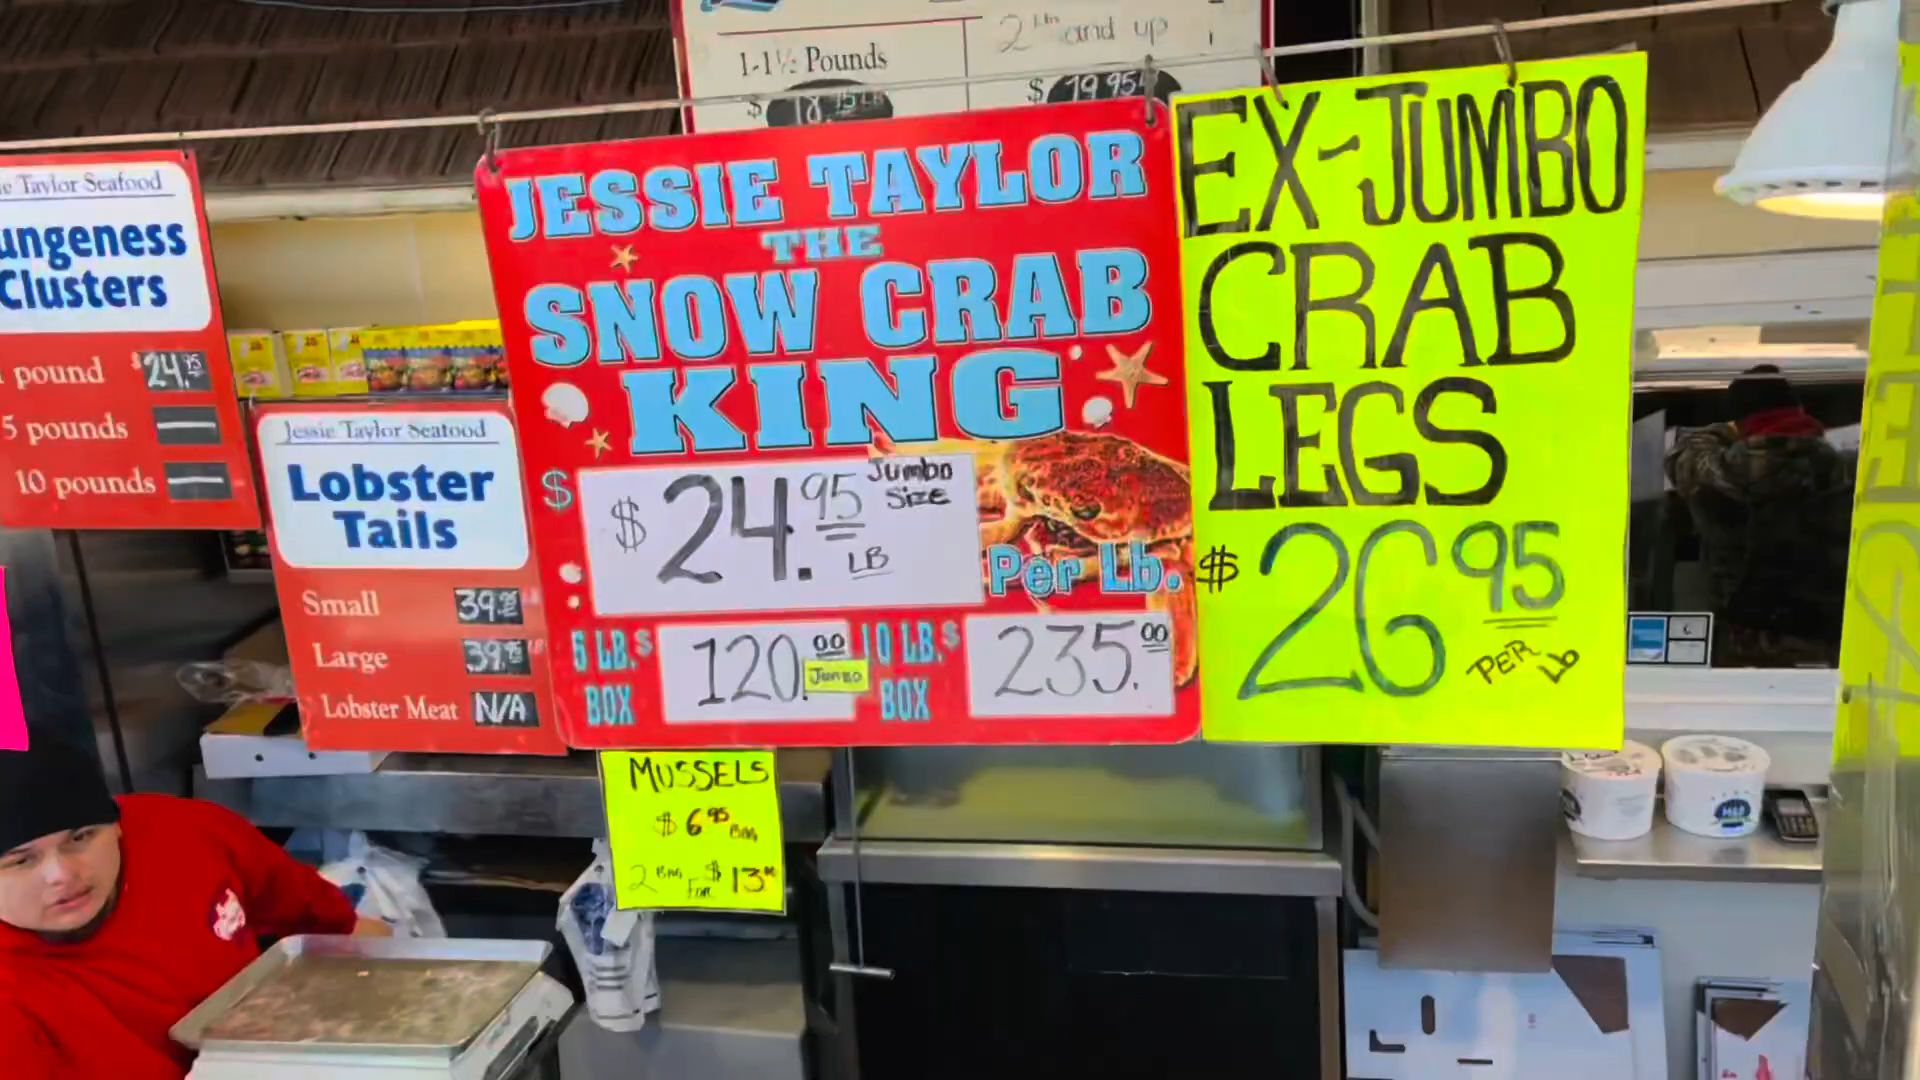 1-1½ Pounds
2 Lbs and up
$
$ 19.95
e Taylor Seafood
ungeness
Clusters
pound $24.95
5 pounds
10 pounds
Jessie Taylor Seafood
Lobster
Tails
Small 39.95
Large 39.95
Lobster Meat N/A
JESSIE TAYLOR
THE
SNOW CRAB
KING
$ $24.95 LB
Jumbo
Size
Per Lb.
5 LB. $ 120.00 Jumbo
BOX
10 LB. $ 235.00
BOX
EX-JUMBO
CRAB
LEGS
$26.95
PER
Lb
MUSSELS
$6.95 BAG
2 BAG FOR $13.00